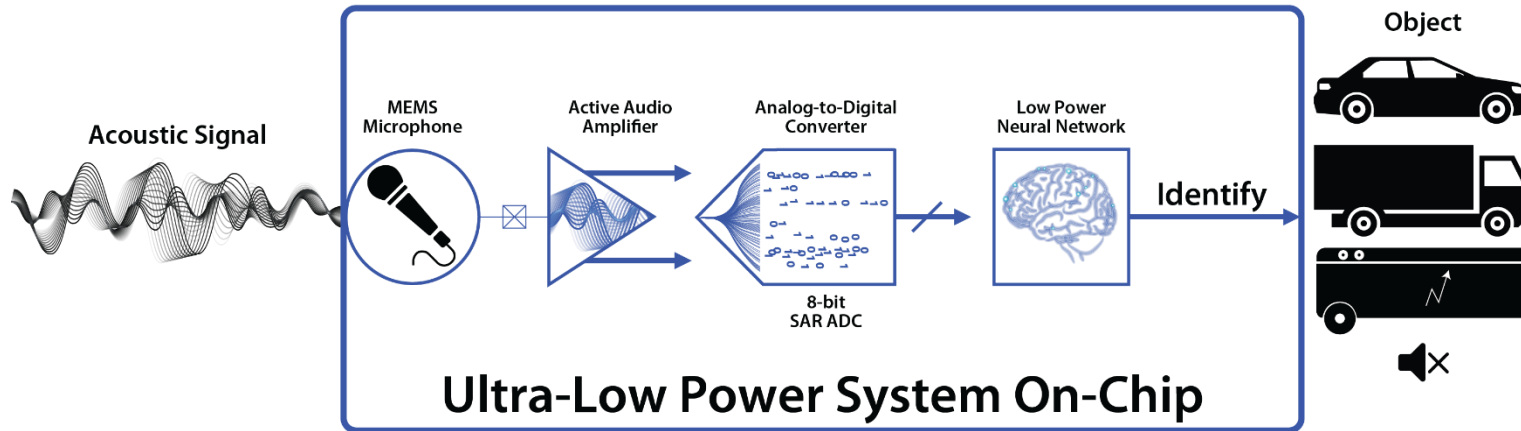 Acoustic Signal
MEMS
Microphone
Active Audio
Amplifier
Analog-to-Digital
Converter
8-bit
SAR ADC
Low Power
Neural Network
Identify
Object
Ultra-Low Power System On-Chip